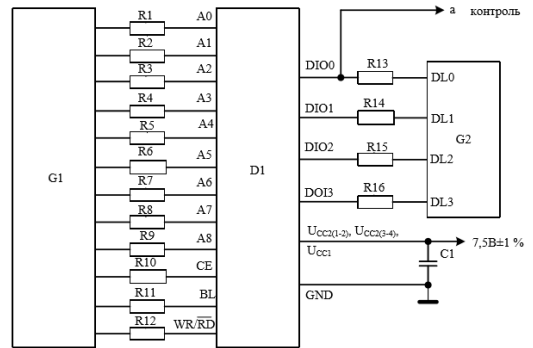 R1 A0 а контроль
R2 A1
R3 A2 DIO0 R13 DL0
R4 A3 DIO1 R14 DL1
R5 A4
G1 R6 A5 D1 DIO2 R15 DL2 G2
R7 A6
R8 A7 DOI3 R16 DL3
R9 A8 UCC2(1-2), UCC2(3-4), 7,5В±1 %
R10 CE UCC1 C1
R11 BL GND
R12 WR/R̅D̅